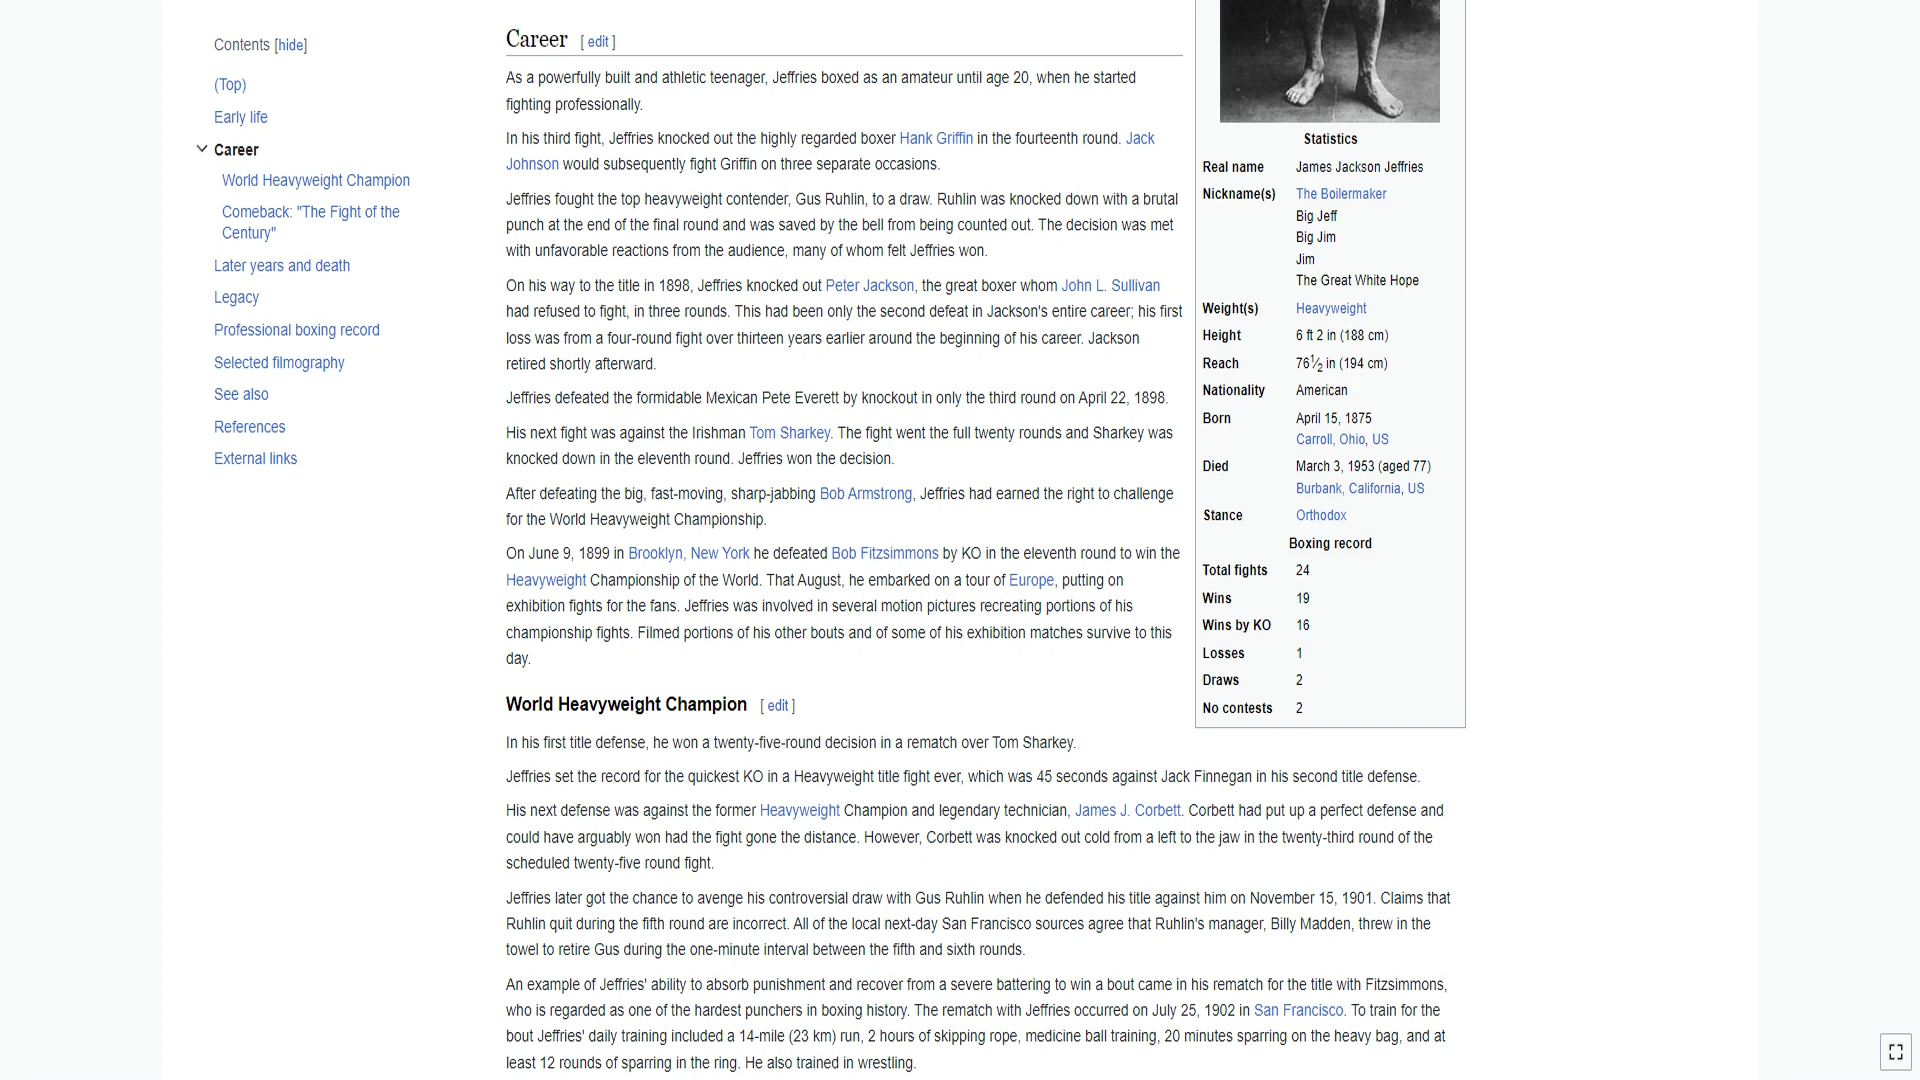 Contents [hide]
(Top)
Early life
Career
World Heavyweight Champion
Comeback: "The Fight of the
Century"
Later years and death
Legacy
Professional boxing record
Selected filmography
See also
References
External links
Career [ edit ]
As a powerfully built and athletic teenager, Jeffries boxed as an amateur until age 20, when he started
fighting professionally.
In his third fight, Jeffries knocked out the highly regarded boxer Hank Griffin in the fourteenth round. Jack
Johnson would subsequently fight Griffin on three separate occasions.
Jeffries fought the top heavyweight contender, Gus Ruhlin, to a draw. Ruhlin was knocked down with a brutal
punch at the end of the final round and was saved by the bell from being counted out. The decision was met
with unfavorable reactions from the audience, many of whom felt Jeffries won.
On his way to the title in 1898, Jeffries knocked out Peter Jackson, the great boxer whom John L. Sullivan
had refused to fight, in three rounds. This had been only the second defeat in Jackson's entire career; his first
loss was from a four-round fight over thirteen years earlier around the beginning of his career. Jackson
retired shortly afterward.
Jeffries defeated the formidable Mexican Pete Everett by knockout in only the third round on April 22, 1898.
His next fight was against the Irishman Tom Sharkey. The fight went the full twenty rounds and Sharkey was
knocked down in the eleventh round. Jeffries won the decision.
After defeating the big, fast-moving, sharp-jabbing Bob Armstrong, Jeffries had earned the right to challenge
for the World Heavyweight Championship.
On June 9, 1899 in Brooklyn, New York he defeated Bob Fitzsimmons by KO in the eleventh round to win the
Heavyweight Championship of the World. That August, he embarked on a tour of Europe, putting on
exhibition fights for the fans. Jeffries was involved in several motion pictures recreating portions of his
championship fights. Filmed portions of his other bouts and of some of his exhibition matches survive to this
day.
World Heavyweight Champion [ edit ]
In his first title defense, he won a twenty-five-round decision in a rematch over Tom Sharkey.
Jeffries set the record for the quickest KO in a Heavyweight title fight ever, which was 45 seconds against Jack Finnegan in his second title defense.
His next defense was against the former Heavyweight Champion and legendary technician, James J. Corbett. Corbett had put up a perfect defense and
could have arguably won had the fight gone the distance. However, Corbett was knocked out cold from a left to the jaw in the twenty-third round of the
scheduled twenty-five round fight.
Jeffries later got the chance to avenge his controversial draw with Gus Ruhlin when he defended his title against him on November 15, 1901. Claims that
Ruhlin quit during the fifth round are incorrect. All of the local next-day San Francisco sources agree that Ruhlin's manager, Billy Madden, threw in the
towel to retire Gus during the one-minute interval between the fifth and sixth rounds.
An example of Jeffries' ability to absorb punishment and recover from a severe battering to win a bout came in his rematch for the title with Fitzsimmons,
who is regarded as one of the hardest punchers in boxing history. The rematch with Jeffries occurred on July 25, 1902 in San Francisco. To train for the
bout Jeffries' daily training included a 14-mile (23 km) run, 2 hours of skipping rope, medicine ball training, 20 minutes sparring on the heavy bag, and at
least 12 rounds of sparring in the ring. He also trained in wrestling.
Statistics
Real name James Jackson Jeffries
Nickname(s) The Boilermaker
Big Jeff
Big Jim
Jim
The Great White Hope
Weight(s) Heavyweight
Height 6 ft 2 in (188 cm)
Reach 76 1⁄2 in (194 cm)
Nationality American
Born April 15, 1875
Carroll, Ohio, US
Died March 3, 1953 (aged 77)
Burbank, California, US
Stance Orthodox
Boxing record
Total fights 24
Wins 19
Wins by KO 16
Losses 1
Draws 2
No contests 2